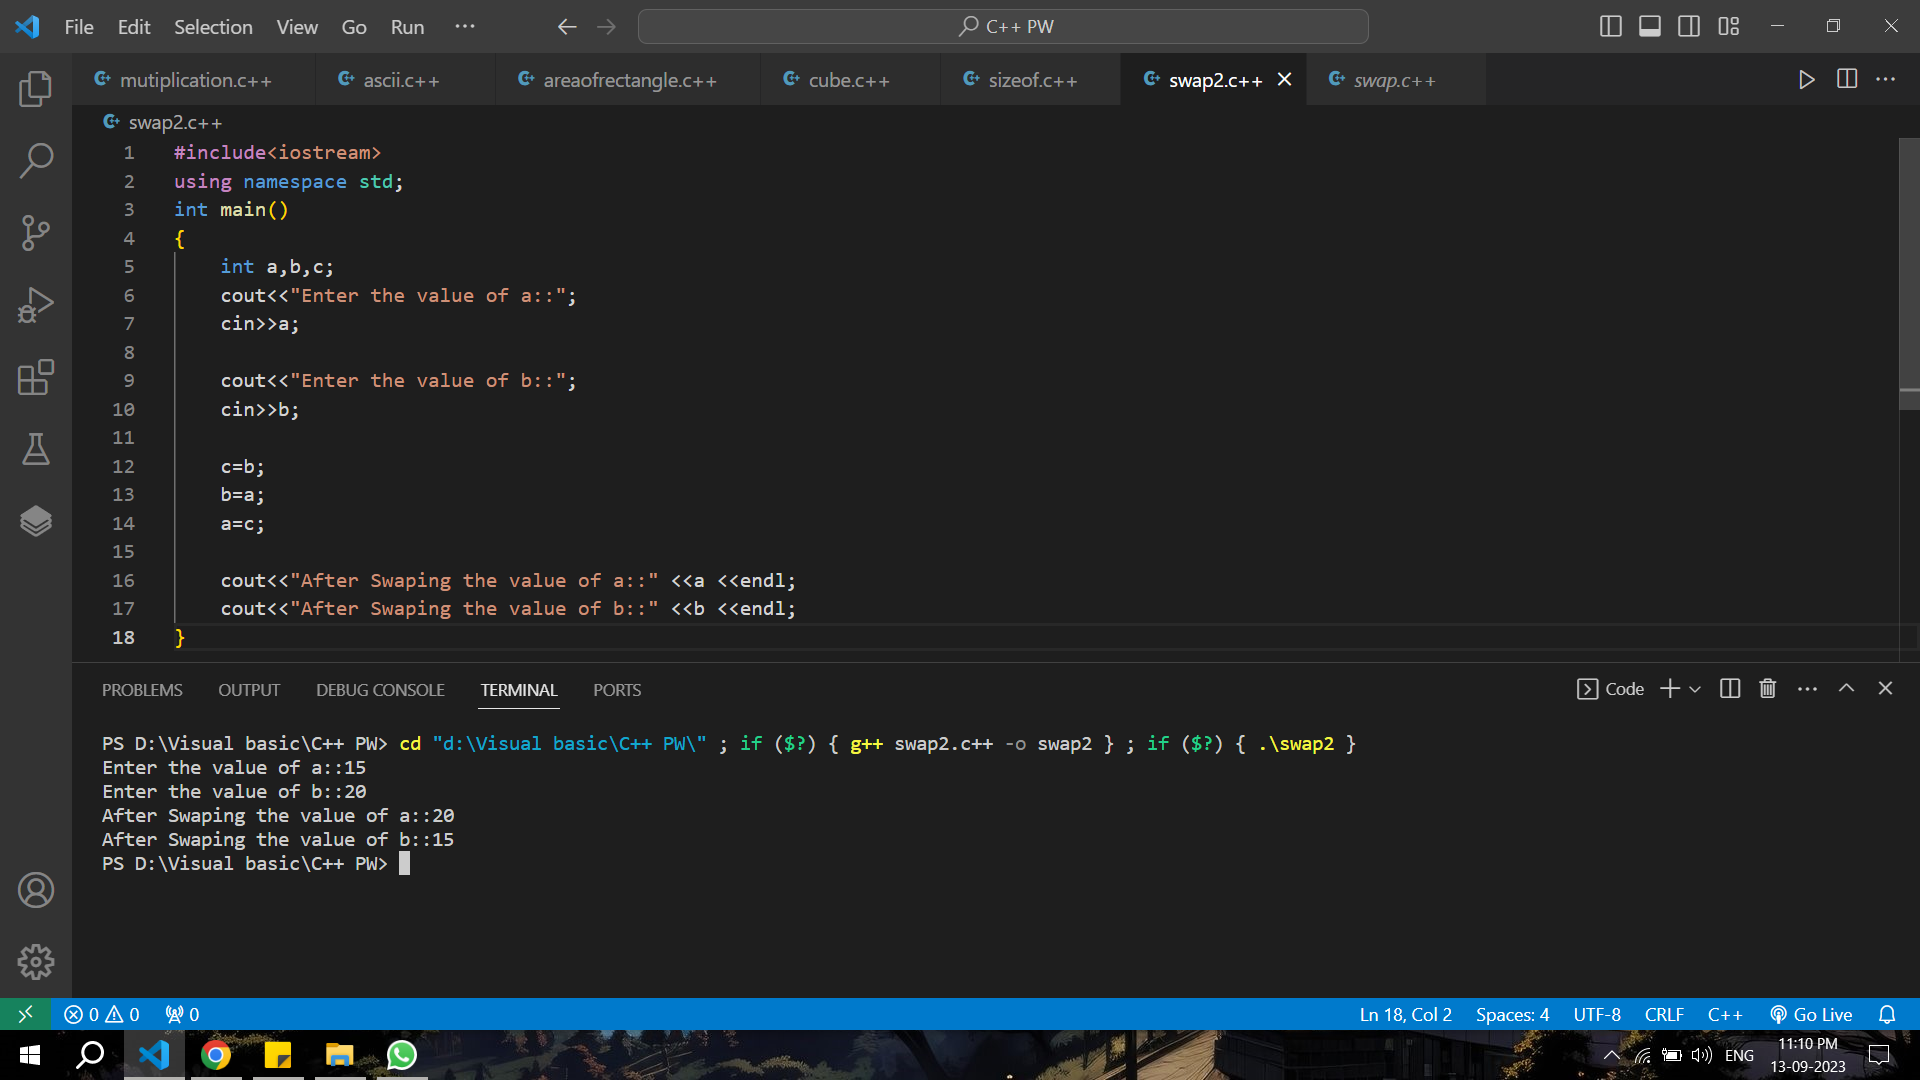 File Edit Selection View Go Run ··· C++ PW
mutiplication.c++ ascii.c++ areaofrectangle.c++ cube.c++ sizeof.c++ swap2.c++ swap.c++
swap2.c++
1 #include<iostream>
2 using namespace std;
3 int main()
4 {
5 int a,b,c;
6 cout<<"Enter the value of a::";
7 cin>>a;
8
9 cout<<"Enter the value of b::";
10 cin>>b;
11
12 c=b;
13 b=a;
14 a=c;
15
16 cout<<"After Swaping the value of a::" <<a <<endl;
17 cout<<"After Swaping the value of b::" <<b <<endl;
18 }
PROBLEMS OUTPUT DEBUG CONSOLE TERMINAL PORTS Code
PS D:\Visual basic\C++ PW> cd "d:\Visual basic\C++ PW\" ; if ($?) { g++ swap2.c++ -o swap2 } ; if ($?) { .\swap2 }
Enter the value of a::15
Enter the value of b::20
After Swaping the value of a::20
After Swaping the value of b::15
PS D:\Visual basic\C++ PW>
0 0 0 Ln 18, Col 2 Spaces: 4 UTF-8 CRLF C++ Go Live
ENG 11:10 PM
13-09-2023